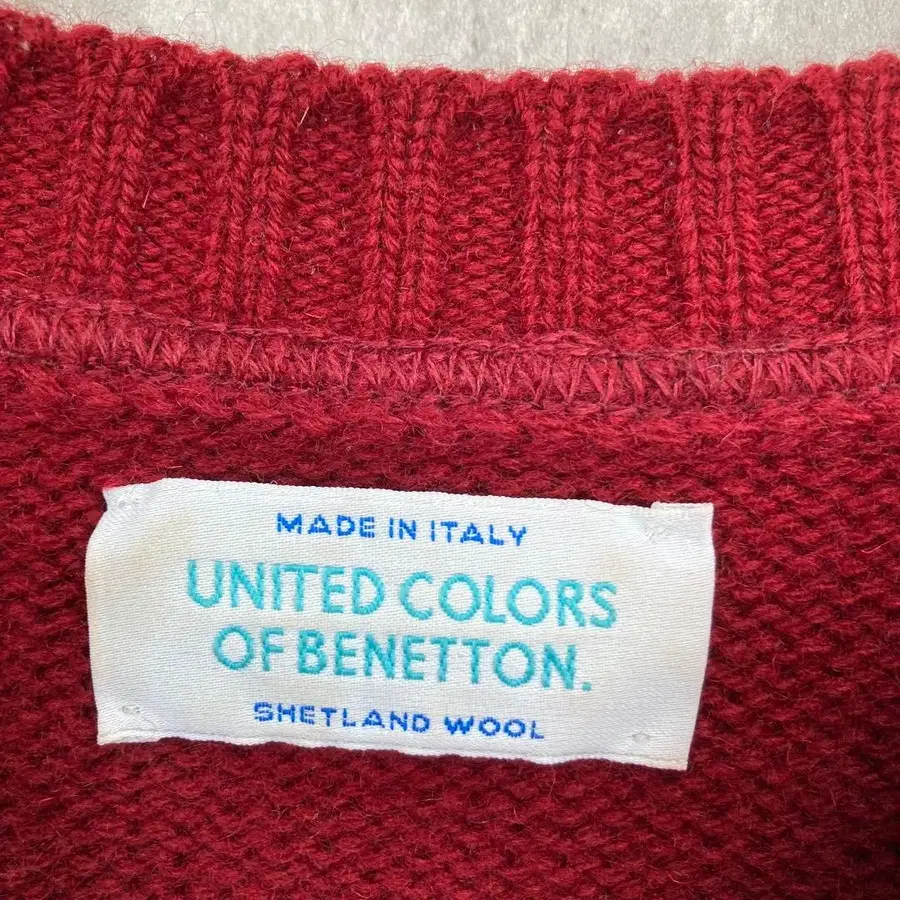 MADE IN ITALY
UNITED COLORS
OF BENETTON.
SHETLAND WOOL